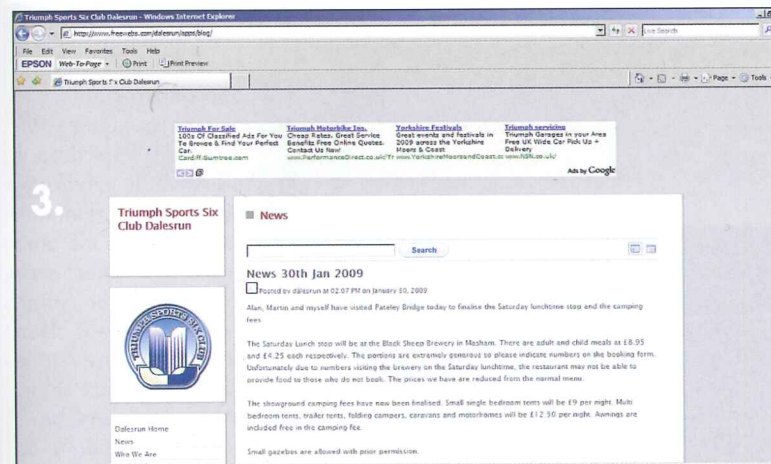 Triumph Sports Six Club Dalesrun - Windows Internet Explorer
http://www.freewebs.com/dalesrun/apps/blog/
Live Search
File Edit View Favorites Tools Help
EPSON Web-To-Page Print Print Preview
Triumph Sports Six Club Dalesrun
Page Tools
Triumph For Sale
100s Of Classified Ads For You
To Browse & Find Your Perfect
Car.
Cardiff.Gumtree.com
Triumph Motorbike Ins.
Cheap Rates, Great Service
Benefits Free Online Quotes.
Contact Us Now!
www.PerformanceDirect.co.uk/Tr
Yorkshire Festivals
Great events and festivals in
2009 across the Yorkshire
Moors & Coast
www.YorkshireMoorsandCoast.cc
Triumph servicing
Triumph Garages in your Area
Free UK Wide Car Pick Up +
Delivery
www.NSN.co.uk/
Ads by Google
3.
Triumph Sports Six
Club Dalesrun
TRIUMPH SPORTS SIX CLUB
Dalesrun Home
News
Who We Are
News
Search
News 30th Jan 2009
Posted by dalesrun at 02:07 PM on January 30, 2009
Alan, Martin and myself have visited Pateley Bridge today to finalise the Saturday lunchtime stop and the camping
fees
The Saturday Lunch stop will be at the Black Sheep Brewery in Masham. There are adult and child meals at £8.95
and £4.25 each respectively. The portions are extremely generous so please indicate numbers on the booking form.
Unfortunately due to numbers visiting the brewery on the Saturday lunchtime, the restaurant may not be able to
provide food to those who do not book. The prices we have are reduced from the normal menu.
The showground camping fees have now been finalised. Small single bedroom tents will be £9 per night. Multi
bedroom tents, trailer tents, folding campers, caravans and motorhomes will be £12.50 per night. Awnings are
included free in the camping fee.
Small gazebos are allowed with prior permission